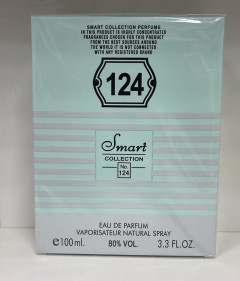 SMART COLLECTION PERFUME
IN THIS PRODUCT IS HIGHLY CONCENTRATED
FRAGRANCES CHOSEN FOR THIS PRODUCT
FROM THE BEST SOURCES AROUND
THE WORLD IT IS NOT CONNECTED
WITH ANY REGISTERED BRAND
124
Smart
COLLECTION
No.
124
EAU DE PARFUM
VAPORISATEUR NATURAL SPRAY
e100ml. 80% VOL. 3.3 FL.OZ.